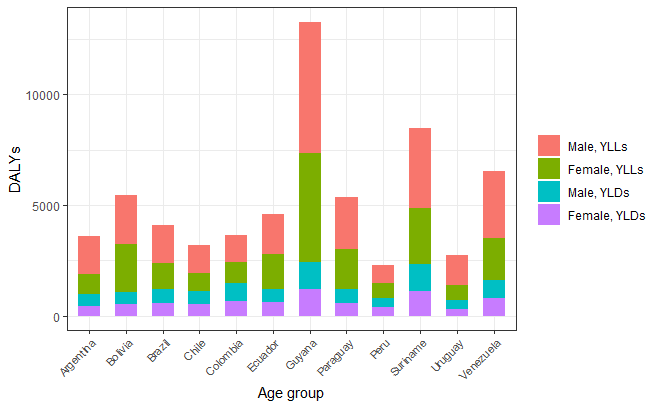 DALYs
10000
5000
0
Argentina
Bolivia
Brazil
Chile
Colombia
Ecuador
Guyana
Paraguay
Peru
Suriname
Uruguay
Venezuela
Age group
Male, YLLs
Female, YLLs
Male, YLDs
Female, YLDs